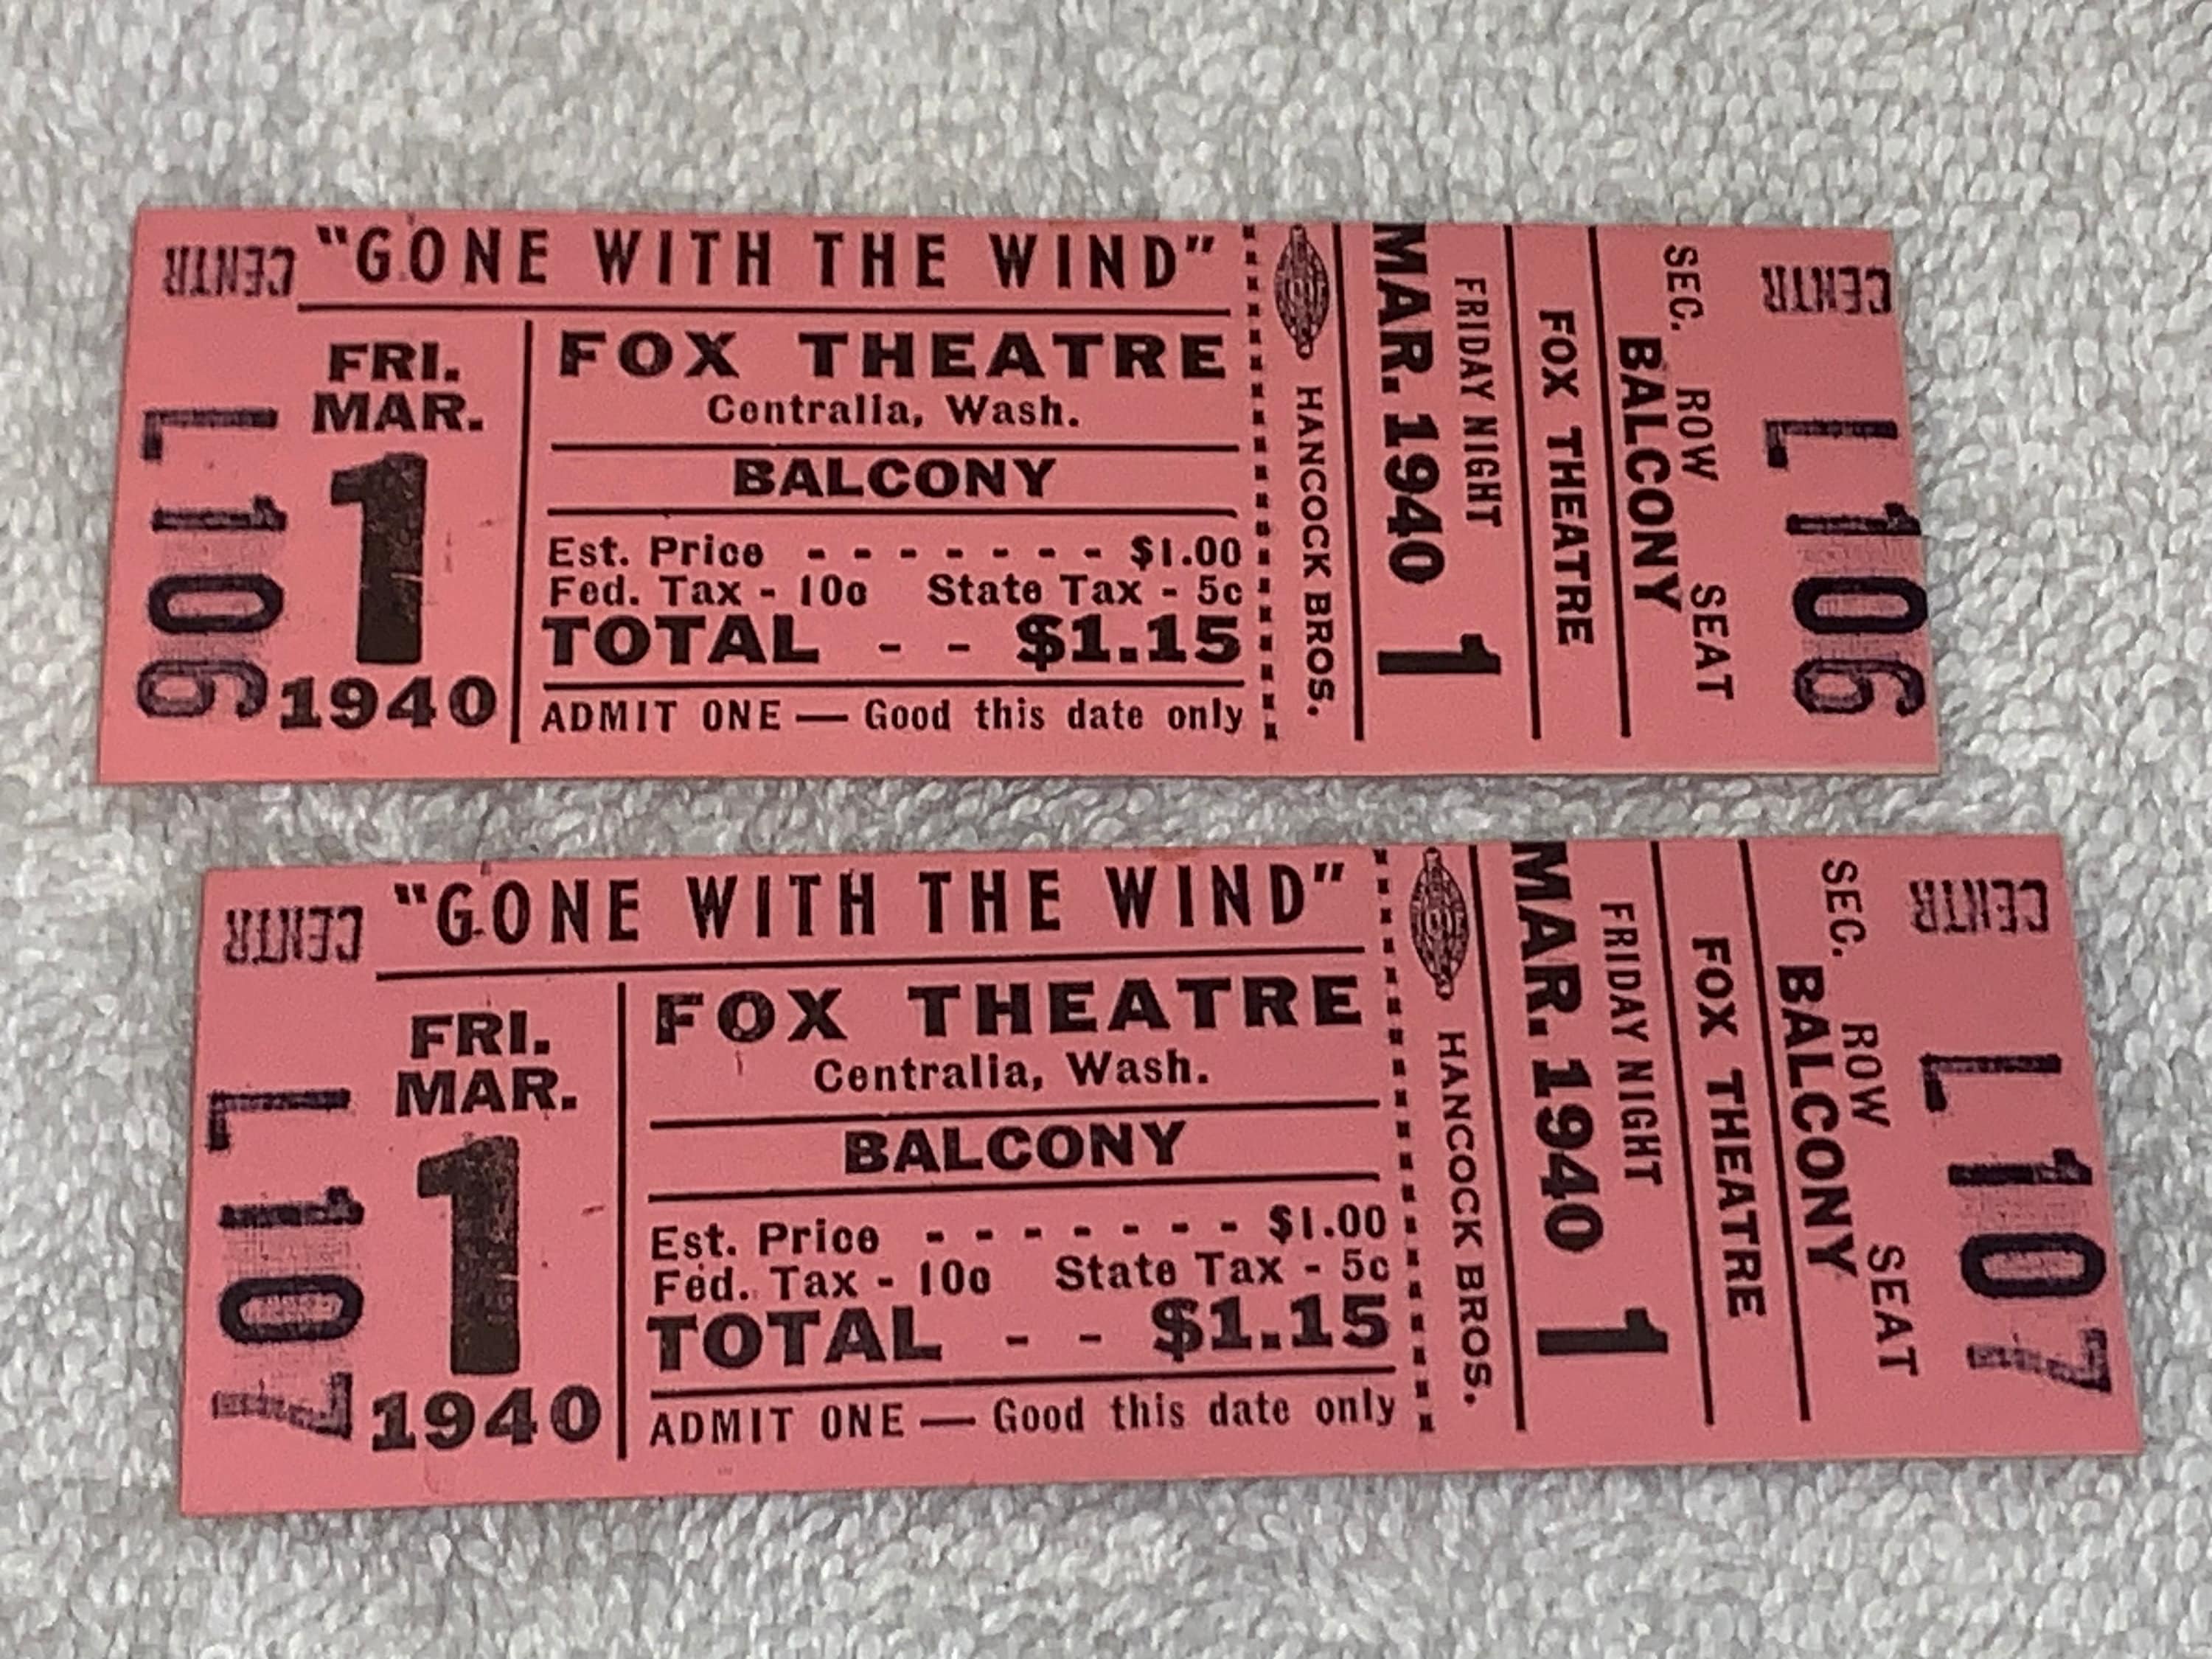 CENTR
L 106
"GONE WITH THE WIND"
FRI.
MAR.
1
1940
FOX THEATRE
Centralia, Wash.
BALCONY
Est. Price - - - - - - - $1.00
Fed. Tax - 10c State Tax - 5c
TOTAL - - $1.15
ADMIT ONE — Good this date only
HANCOCK BROS.
MAR. 1940 1
FRIDAY NIGHT
FOX THEATRE
BALCONY
SEC. ROW SEAT
CENTR
L 106
CENTR
L 107
"GONE WITH THE WIND"
FRI.
MAR.
1
1940
FOX THEATRE
Centralia, Wash.
BALCONY
Est. Price - - - - - - - $1.00
Fed. Tax - 10c State Tax - 5c
TOTAL - - $1.15
ADMIT ONE — Good this date only
HANCOCK BROS.
MAR. 1940 1
FRIDAY NIGHT
FOX THEATRE
BALCONY
SEC. ROW SEAT
CENTR
L 107